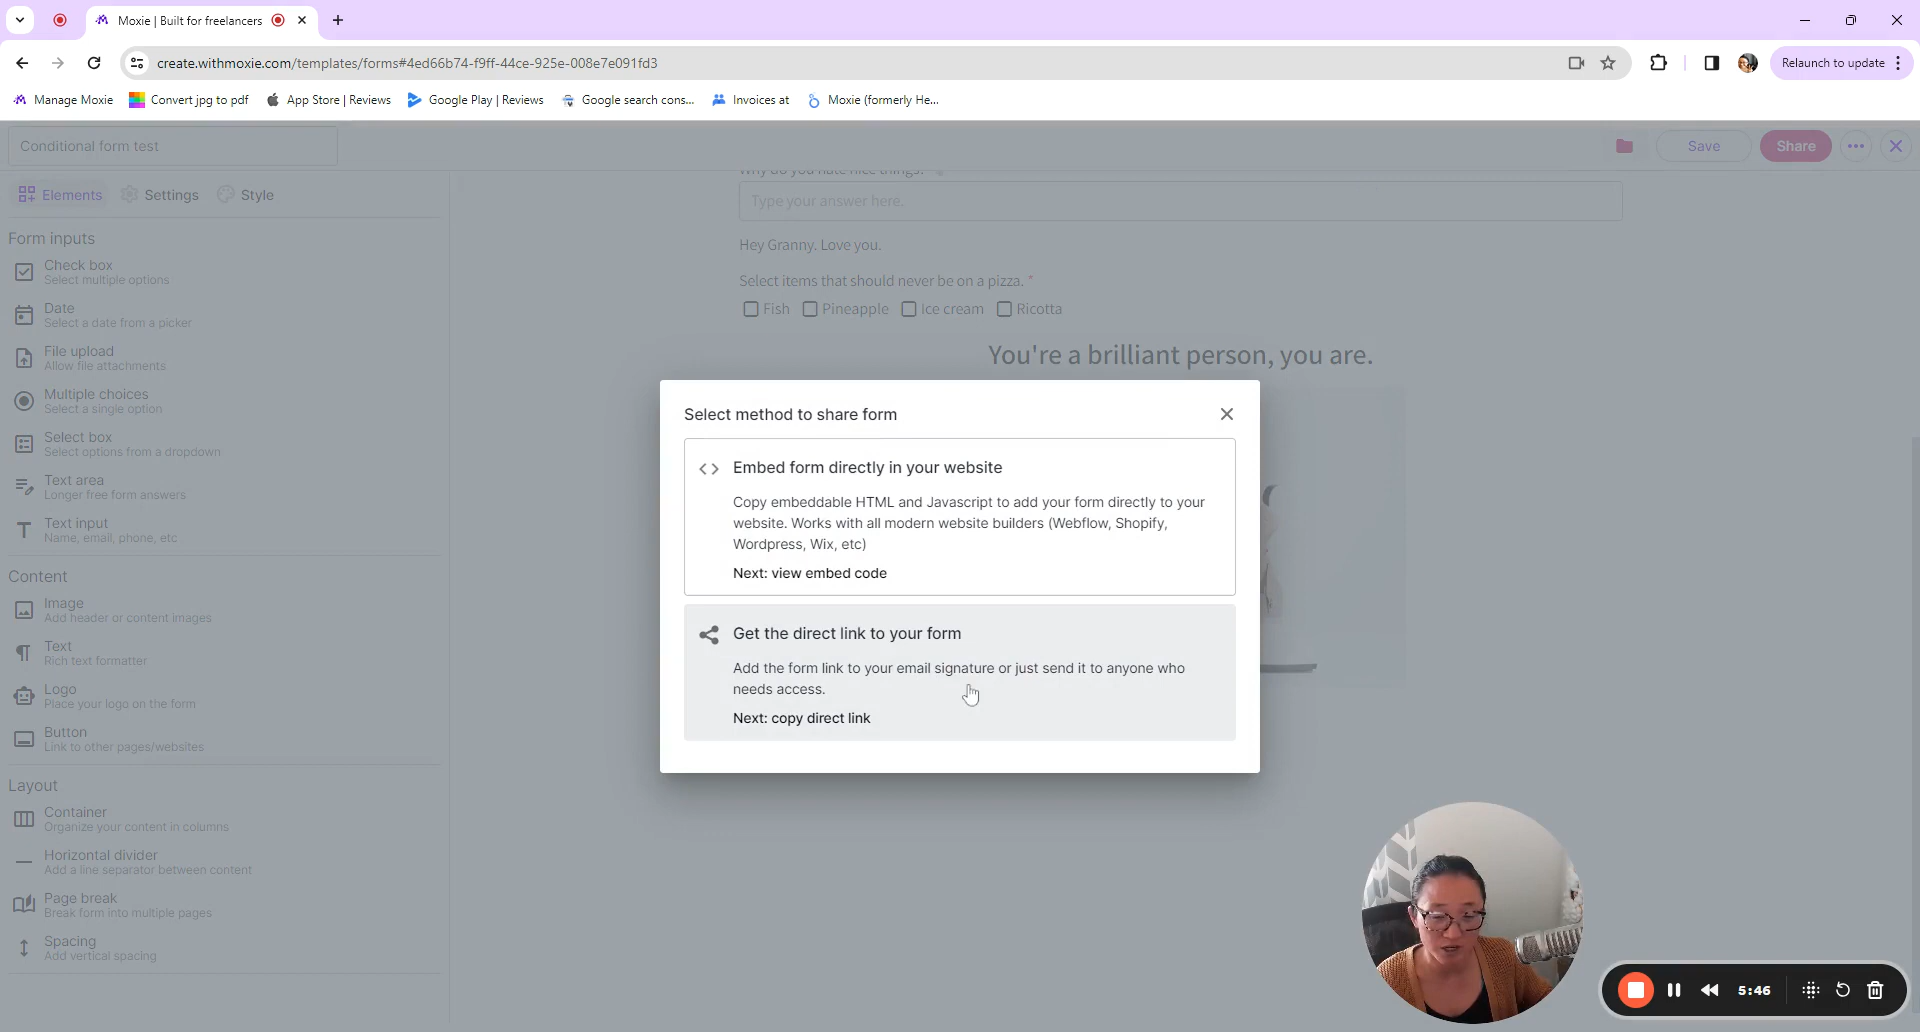 Moxie | Built for freelancers
create.withmoxie.com/templates/forms#4ed66b74-f9ff-44ce-925e-008e7e091fd3
Relaunch to update
Manage Moxie
Convert jpg to pdf
App Store | Reviews
Google Play | Reviews
Google search cons...
Invoices at
Moxie (formerly He...
Conditional form test
Save
Share
Elements
Settings
Style
Form inputs
Check box
Select multiple options
Date
Select a date from a picker
File upload
Allow file attachments
Multiple choices
Select a single option
Select box
Select options from a dropdown
Text area
Longer free form answers
Text input
Name, email, phone, etc
Content
Image
Add header or content images
Text
Rich text formatter
Logo
Place your logo on the form
Button
Link to other pages/websites
Layout
Container
Organize your content in columns
Horizontal divider
Add a line separator between content
Page break
Break form into multiple pages
Spacing
Add vertical spacing
Why do you hate nice things?
Type your answer here.
Hey Granny. Love you.
Select items that should never be on a pizza. *
Fish Pineapple Ice cream Ricotta
You're a brilliant person, you are.
Select method to share form
Embed form directly in your website
Copy embeddable HTML and Javascript to add your form directly to your
website. Works with all modern website builders (Webflow, Shopify,
Wordpress, Wix, etc)
Next: view embed code
Get the direct link to your form
Add the form link to your email signature or just send it to anyone who
needs access.
Next: copy direct link
5:46